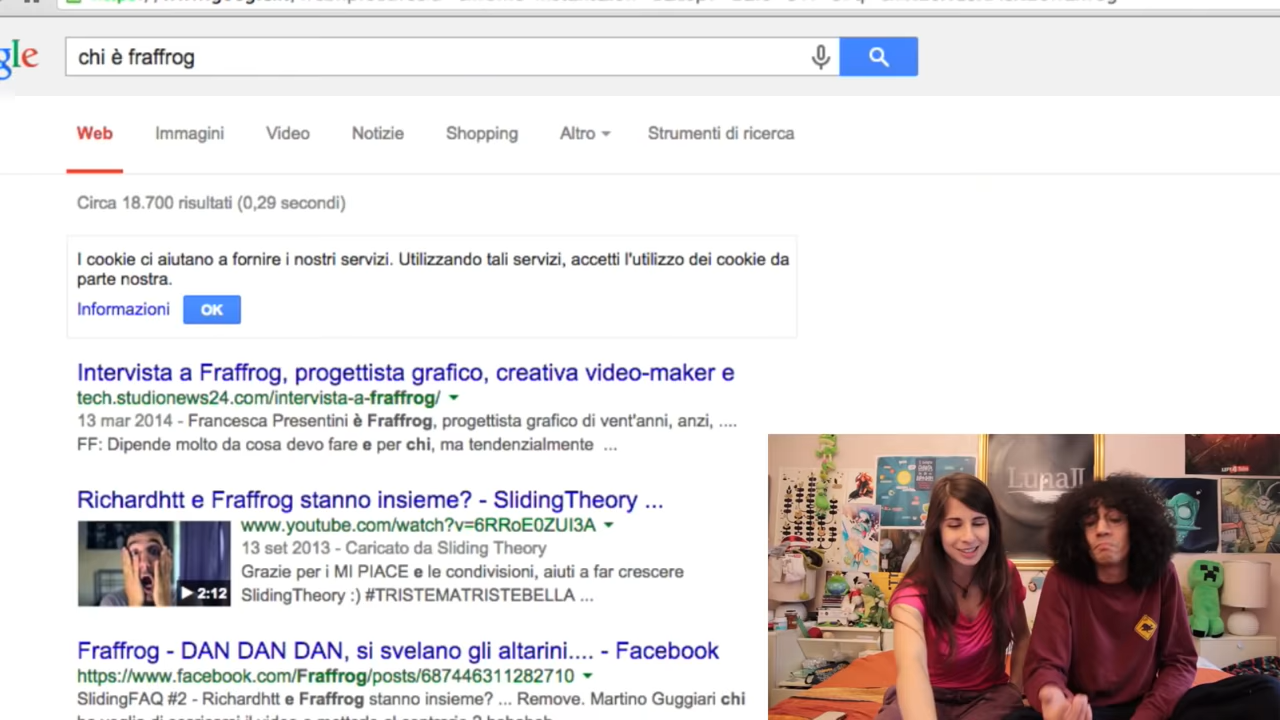 gle
chi è fraffrog
Web Immagini Video Notizie Shopping Altro Strumenti di ricerca
Circa 18.700 risultati (0,29 secondi)
I cookie ci aiutano a fornire i nostri servizi. Utilizzando tali servizi, accetti l'utilizzo dei cookie da
parte nostra.
Informazioni OK
Intervista a Fraffrog, progettista grafico, creativa video-maker e
tech.studionews24.com/intervista-a-fraffrog/
13 mar 2014 - Francesca Presentini è Fraffrog, progettista grafico di vent'anni, anzi, ....
FF: Dipende molto da cosa devo fare e per chi, ma tendenzialmente ...
Richardhtt e Fraffrog stanno insieme? - SlidingTheory ...
www.youtube.com/watch?v=6RRoE0ZUI3A
13 set 2013 - Caricato da Sliding Theory
Grazie per i MI PIACE e le condivisioni, aiuti a far crescere
SlidingTheory :) #TRISTEMATRISTEBELLA ...
2:12
Fraffrog - DAN DAN DAN, si svelano gli altarini.... - Facebook
https://www.facebook.com/Fraffrog/posts/687446311282710
SlidingFAQ #2 - Richardhtt e Fraffrog stanno insieme? ... Remove. Martino Guggiari chi